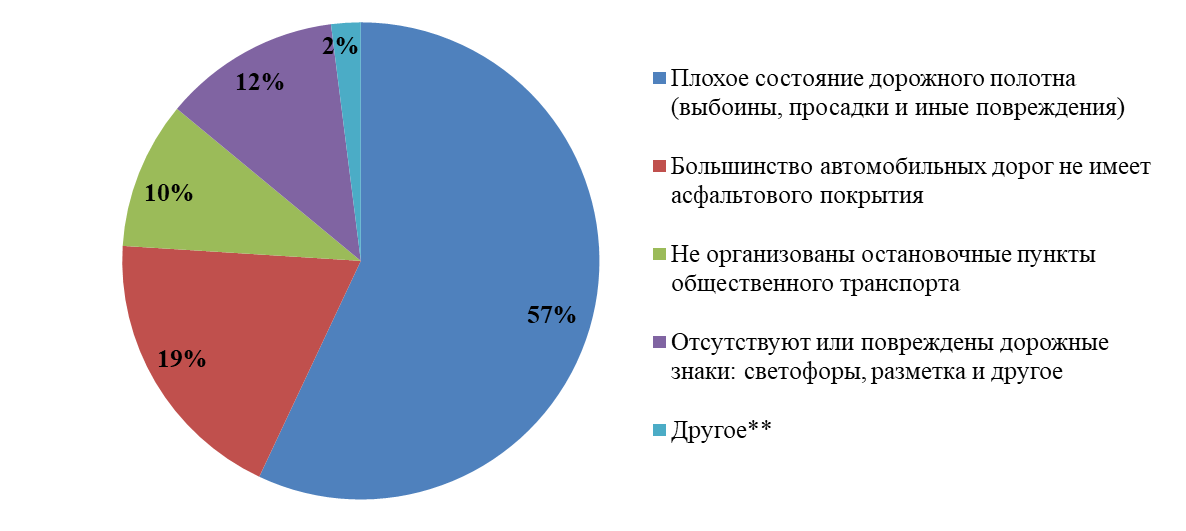 2%
12%
10%
57%
19%
Плохое состояние дорожного полотна
(выбоины, просадки и иные повреждения)
Большинство автомобильных дорог не имеет
асфальтового покрытия
Не организованы остановочные пункты
общественного транспорта
Отсутствуют или повреждены дорожные
знаки: светофоры, разметка и другое
Другое**